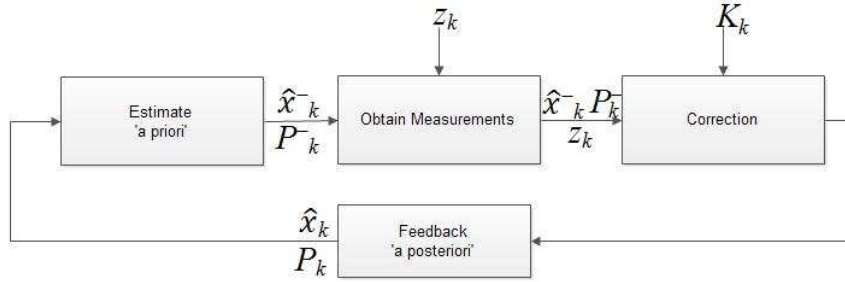 z_k
K_k
Estimate
'a priori'
x̂⁻_k
P⁻_k
Obtain Measurements
x̂⁻_k P⁻_k
z_k
Correction
x̂_k
P_k
Feedback
'a posteriori'